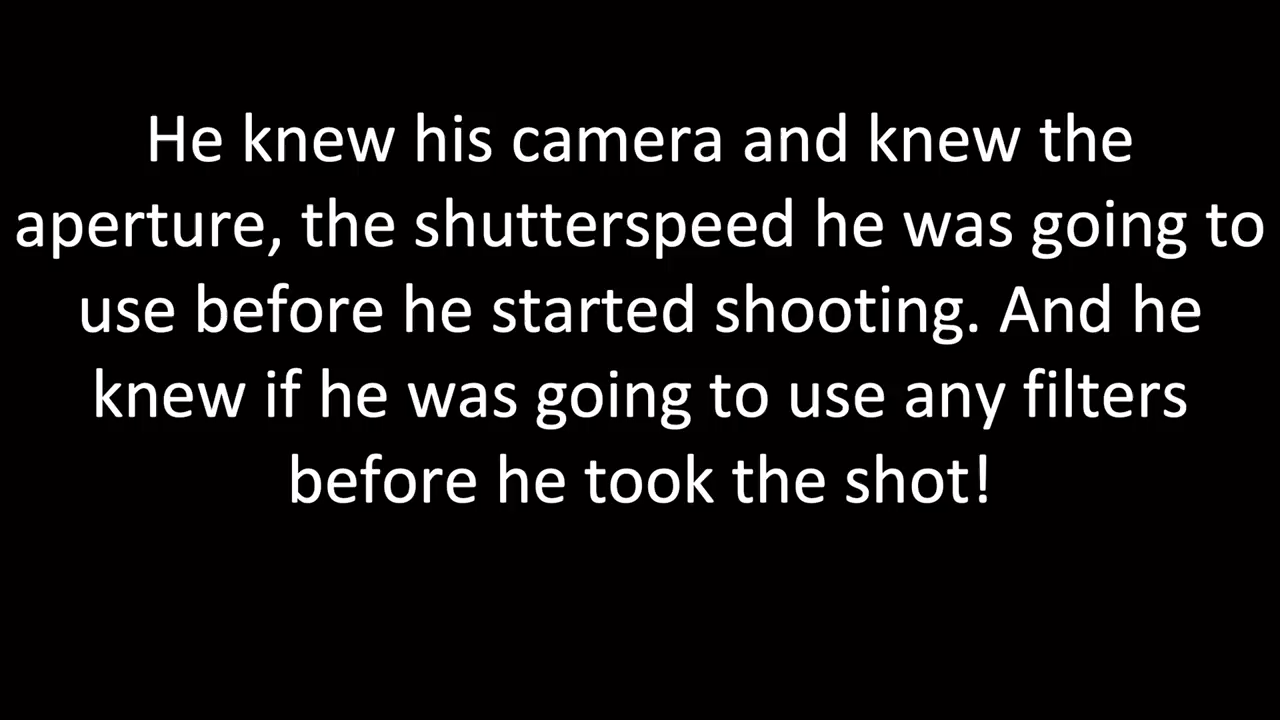 He knew his camera and knew the
aperture, the shutterspeed he was going to
use before he started shooting. And he
knew if he was going to use any filters
before he took the shot!